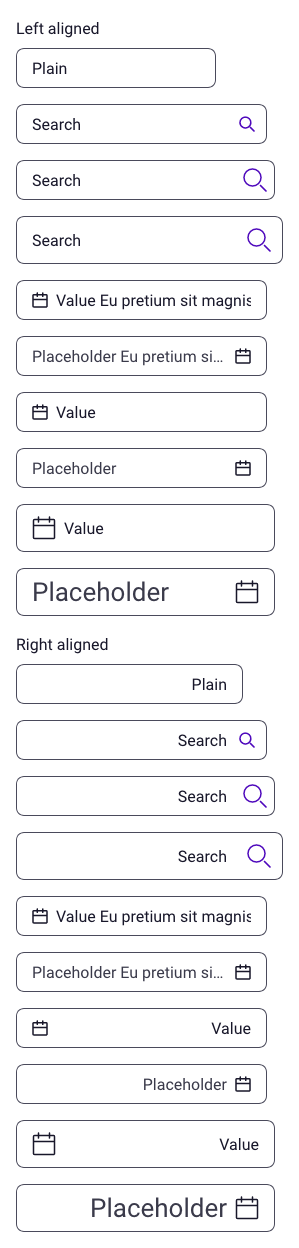 Left aligned
Plain
Search
Search
Search
Value Eu pretium sit magnis
Placeholder Eu pretium si...
Value
Placeholder
Value
Placeholder
Right aligned
Plain
Search
Search
Search
Value Eu pretium sit magnis
Placeholder Eu pretium si...
Value
Placeholder
Value
Placeholder